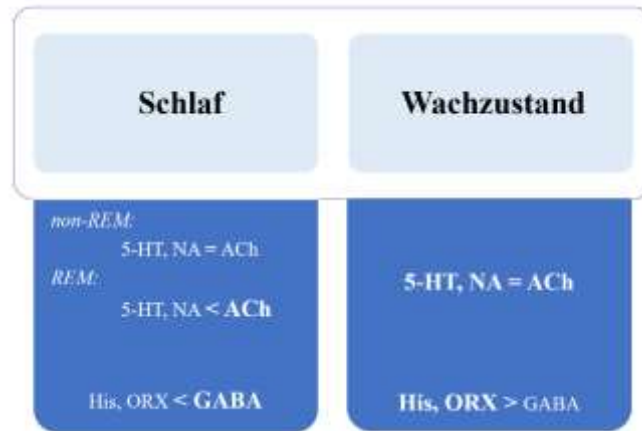 Schlaf
non-REM:
5-HT, NA = ACh
REM:
5-HT, NA < ACh
His, ORX < GABA
Wachzustand
5-HT, NA = ACh
His, ORX > GABA